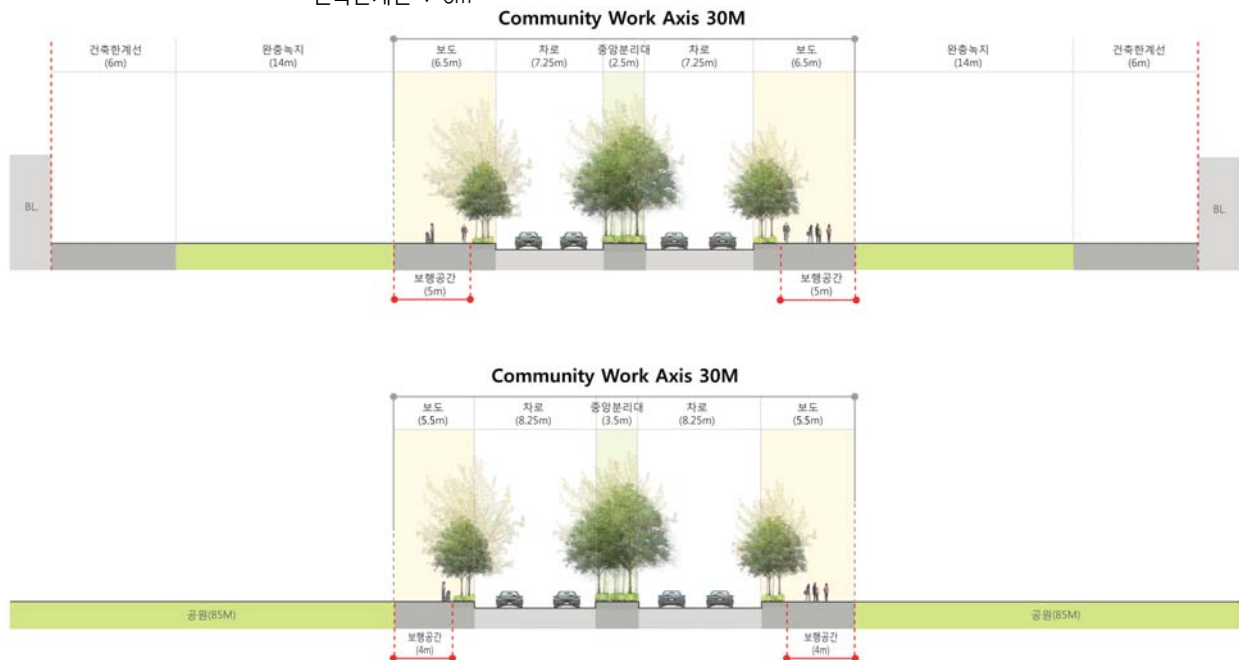 Community Work Axis 30M
건축한계선
(6m)
완충녹지
(14m)
보도
(6.5m)
차로
(7.25m)
중앙분리대
(2.5m)
차로
(7.25m)
보도
(6.5m)
완충녹지
(14m)
건축한계선
(6m)
BL.
BL.
보행공간
(5m)
보행공간
(5m)
Community Work Axis 30M
보도
(5.5m)
차로
(8.25m)
중앙분리대
(3.5m)
차로
(8.25m)
보도
(5.5m)
공원(85M)
공원(85M)
보행공간
(4m)
보행공간
(4m)